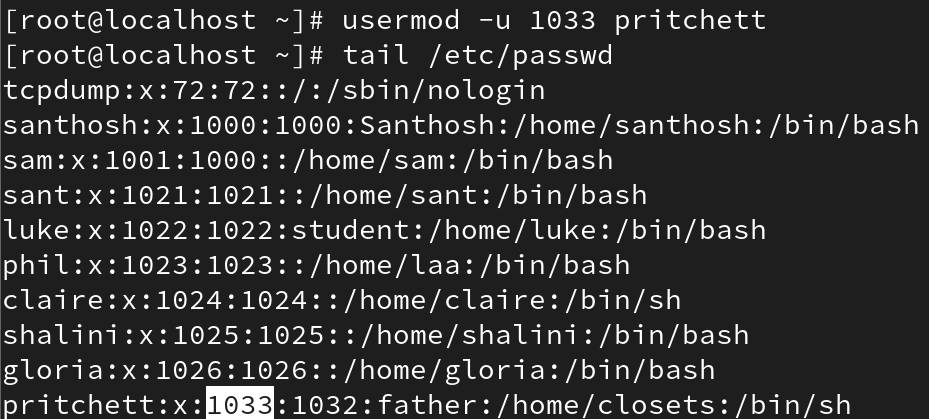 [root@localhost ~]# usermod -u 1033 pritchett
[root@localhost ~]# tail /etc/passwd
tcpdump:x:72:72::/:/sbin/nologin
santhosh:x:1000:1000:Santhosh:/home/santhosh:/bin/bash
sam:x:1001:1000::/home/sam:/bin/bash
sant:x:1021:1021::/home/sant:/bin/bash
luke:x:1022:1022:student:/home/luke:/bin/bash
phil:x:1023:1023::/home/laa:/bin/bash
claire:x:1024:1024::/home/claire:/bin/sh
shalini:x:1025:1025::/home/shalini:/bin/bash
gloria:x:1026:1026::/home/gloria:/bin/bash
pritchett:x:1033:1032:father:/home/closets:/bin/sh